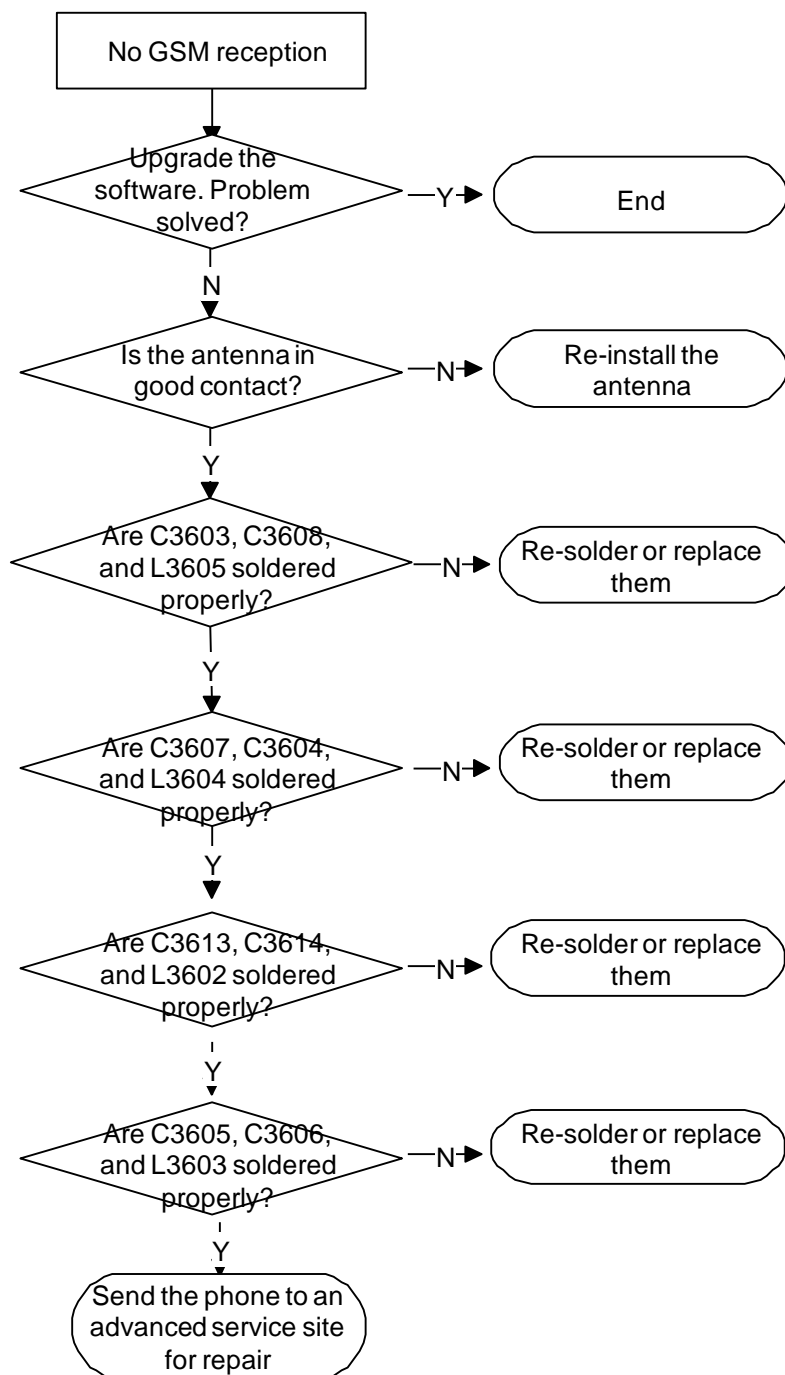 No GSM reception
Upgrade the
software. Problem
solved?
Y
End
N
Is the antenna in
good contact?
N
Re-install the
antenna
Y
Are C3603, C3608,
and L3605 soldered
properly?
N
Re-solder or replace
them
Y
Are C3607, C3604,
and L3604 soldered
properly?
N
Re-solder or replace
them
Y
Are C3613, C3614,
and L3602 soldered
properly?
N
Re-solder or replace
them
Y
Are C3605, C3606,
and L3603 soldered
properly?
N
Re-solder or replace
them
Y
Send the phone to an
advanced service site
for repair